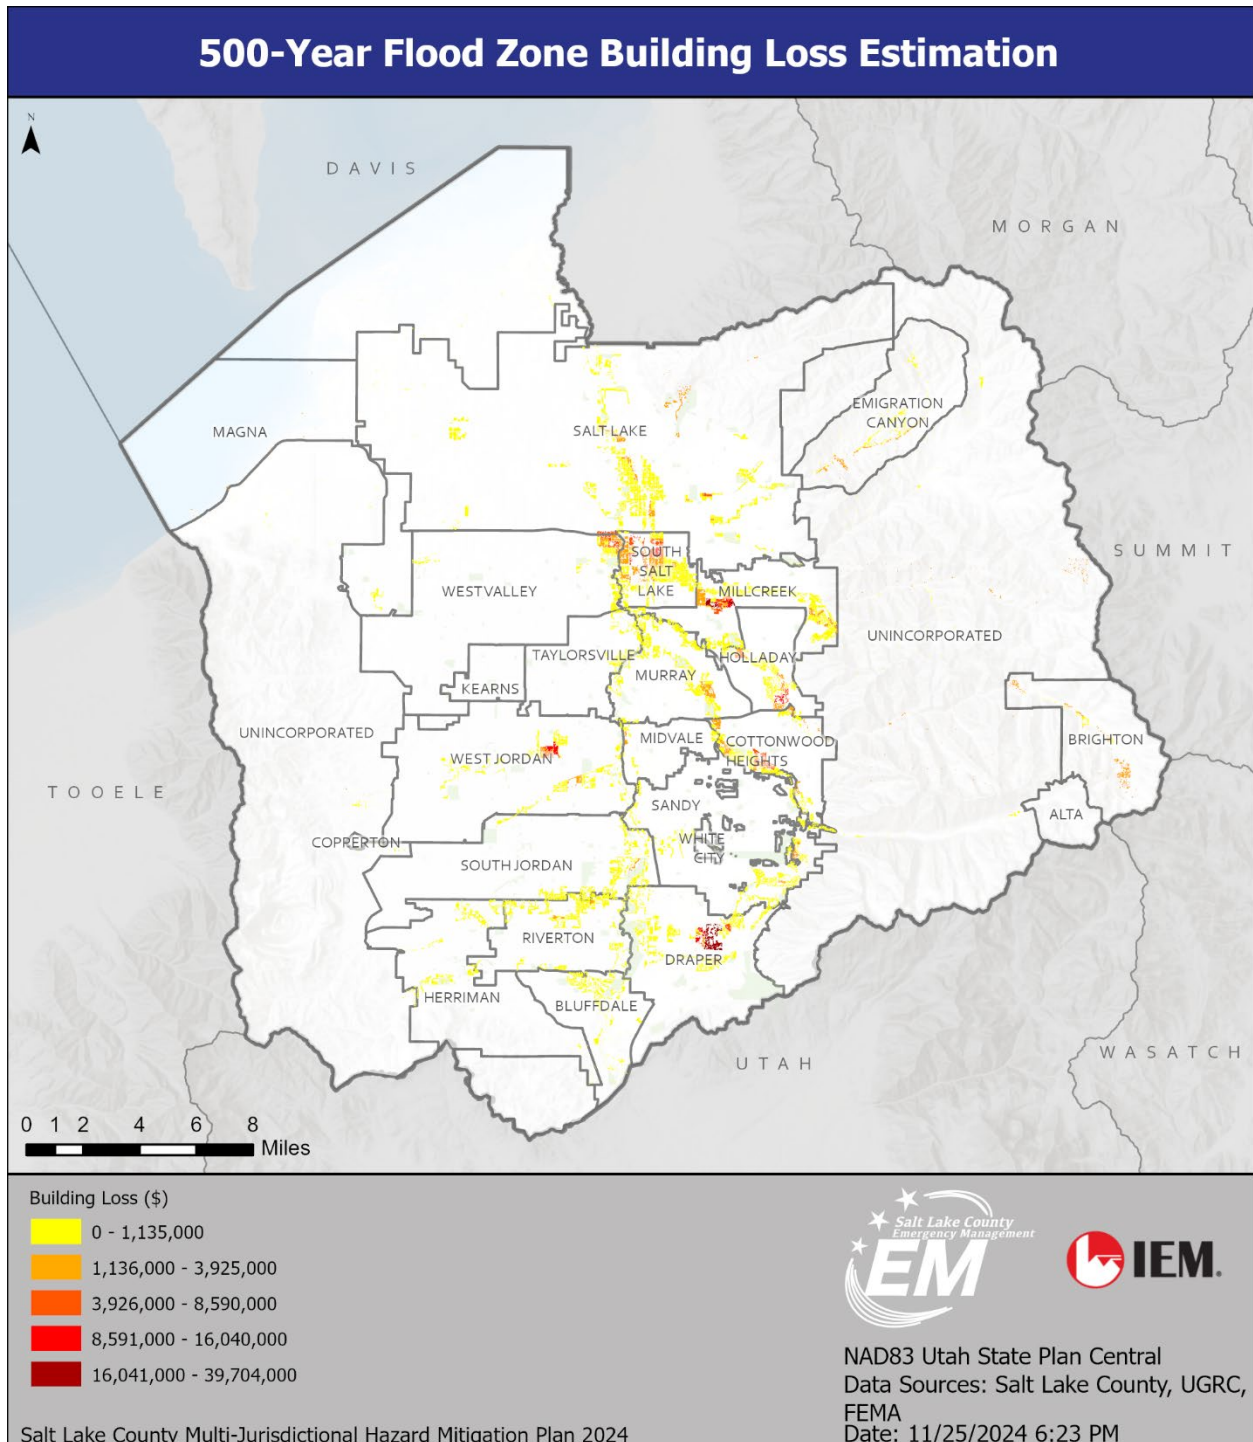 500-Year Flood Zone Building Loss Estimation
N
DAVIS
MORGAN
MAGNA
SALT LAKE
EMIGRATION
CANYON
SUMMIT
SOUTH
SALT
LAKE
WEST VALLEY
MILLCREEK
UNINCORPORATED
TAYLORSVILLE
HOLLADAY
MURRAY
KEARNS
UNINCORPORATED
MIDVALE
COTTONWOOD
HEIGHTS
BRIGHTON
WEST JORDAN
TOOELE
SANDY
ALTA
COPPERTON
WHITE
CITY
SOUTH JORDAN
RIVERTON
DRAPER
HERRIMAN
BLUFFDALE
UTAH
WASATCH
0 1 2 4 6 8
Miles
Building Loss ($)
0 - 1,135,000
1,136,000 - 3,925,000
3,926,000 - 8,590,000
8,591,000 - 16,040,000
16,041,000 - 39,704,000
Salt Lake County
Emergency Management
EM
IEM.
NAD83 Utah State Plan Central
Data Sources: Salt Lake County, UGRC,
FEMA
Date: 11/25/2024 6:23 PM
Salt Lake County Multi-Jurisdictional Hazard Mitigation Plan 2024